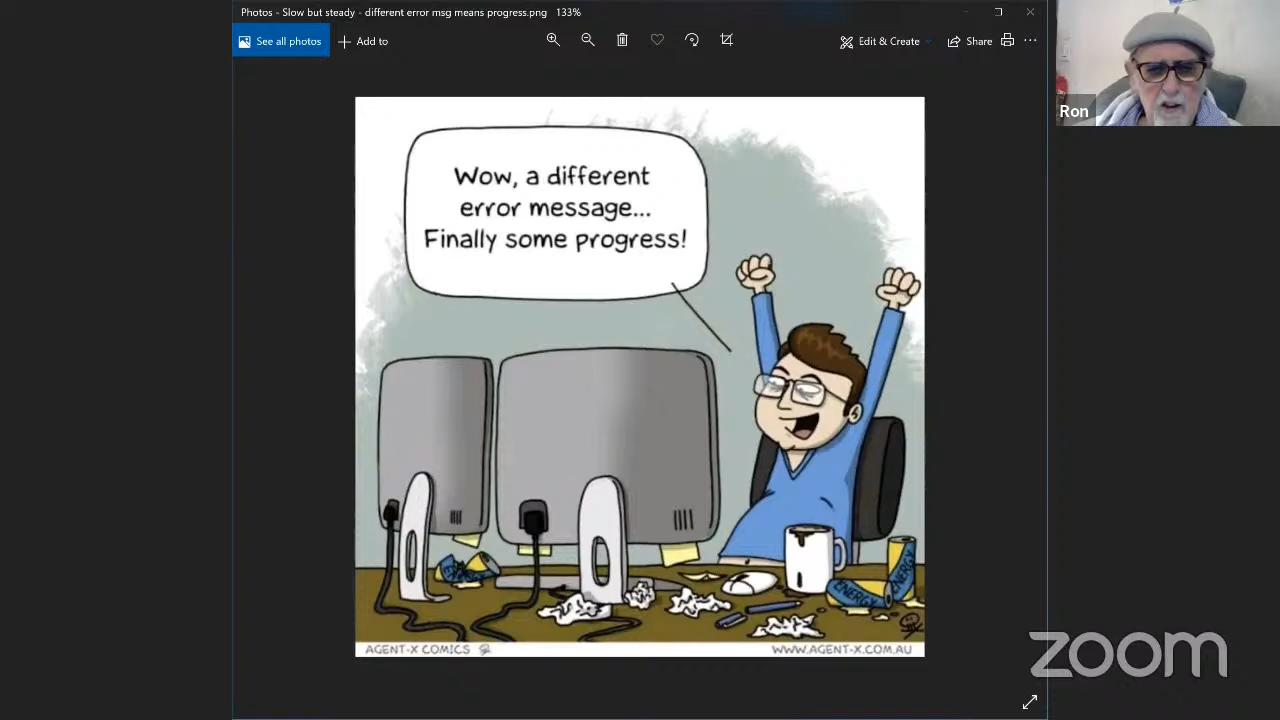 Photos - Slow but steady - different error msg means progress.png 133%
See all photos
Add to
Edit & Create
Share
Ron
Wow, a different
error message...
Finally some progress!
ENERGY
ENERGY
AGENT-X COMICS
WWW.AGENT-X.COM.AU
zoom